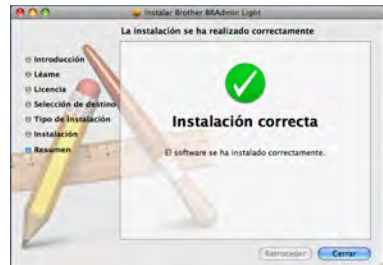 Instalar Brother BRAdmin Light
La instalación se ha realizado correctamente
Introducción
Léame
Licencia
Selección de destino
Tipo de instalación
Instalación
Resumen
Instalación correcta
El software se ha instalado correctamente.
Retroceder
Cerrar